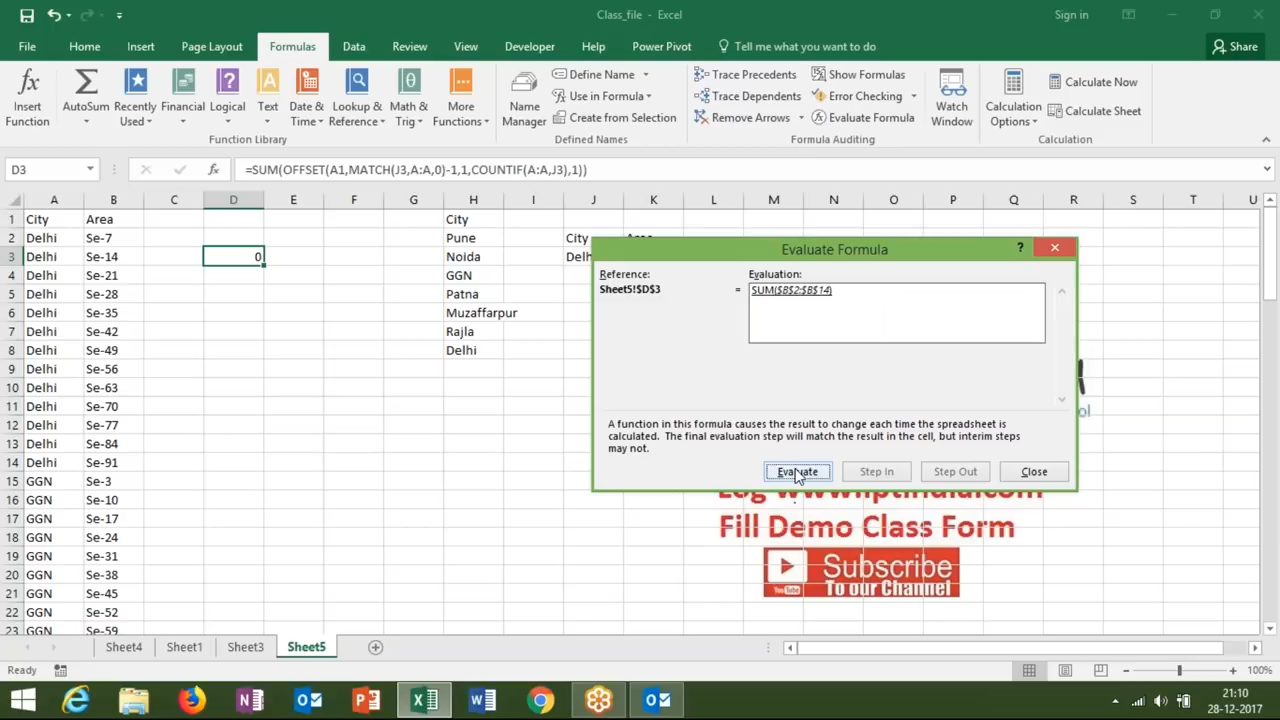 Class_file - Excel
Sign in
File Home Insert Page Layout Formulas Data Review View Developer Help Power Pivot Tell me what you want to do Share
Insert Function
AutoSum
Recently Used
Financial
Logical
Text
Date & Time
Lookup & Reference
Math & Trig
More Functions
Function Library
Name Manager
Define Name
Use in Formula
Create from Selection
Defined Names
Trace Precedents
Trace Dependents
Remove Arrows
Show Formulas
Error Checking
Evaluate Formula
Formula Auditing
Watch Window
Calculation Options
Calculate Now
Calculate Sheet
Calculation
D3 fx =SUM(OFFSET(A1,MATCH(J3,A:A,0)-1,1,COUNTIF(A:A,J3),1))
A B C D E F G H I J K L M N O P Q R S T U
1 City Area City
2 Delhi Se-7 Pune City
3 Delhi Se-14 0 Noida
4 Delhi Se-21 GGN
5 Delhi Se-28 Patna
6 Delhi Se-35 Muzaffarpur
7 Delhi Se-42 Rajla
8 Delhi Se-49 Delhi
9 Delhi Se-56
10 Delhi Se-63
11 Delhi Se-70
12 Delhi Se-77
13 Delhi Se-84
14 Delhi Se-91
15 GGN Se-3
16 GGN Se-10
17 GGN Se-17
18 GGN Se-24
19 GGN Se-31
20 GGN Se-38
21 GGN Se-45
22 GGN Se-52
23 GGN Se-59
Evaluate Formula
?
Reference:
Evaluation:
Sheet5!$D$3 = SUM($B$2:$B$14)
A function in this formula causes the result to change each time the spreadsheet is
calculated. The final evaluation step will match the result in the cell, but interim steps
may not.
Evaluate Step In Step Out Close
Fill Demo Class Form
YouTube
Subscribe
To our Channel
Sheet4 Sheet1 Sheet3 Sheet5
Ready
100%
21:10
28-12-2017